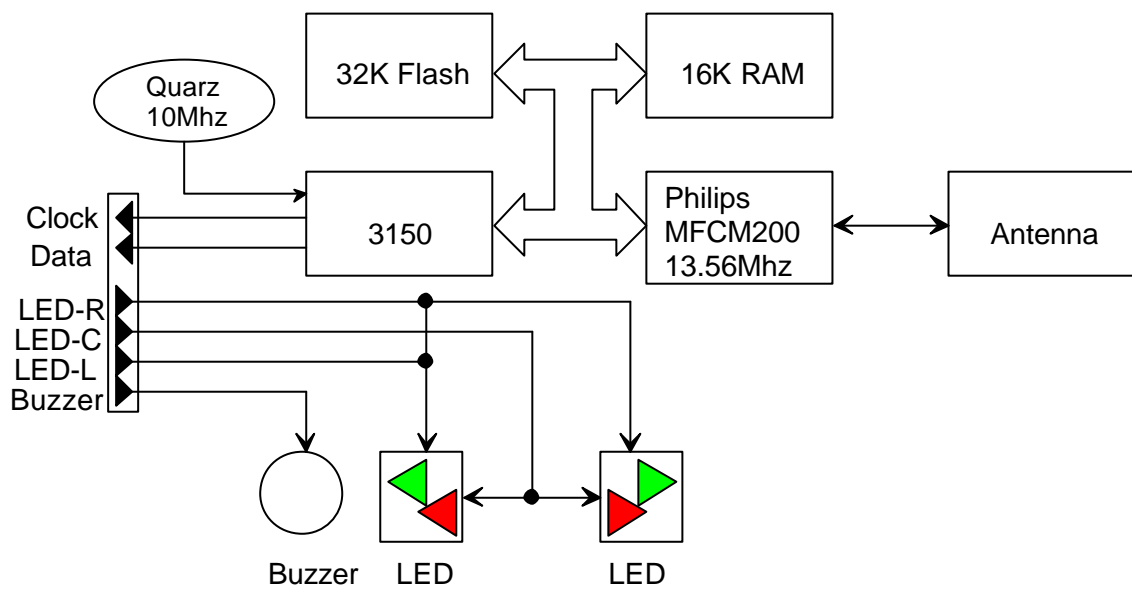 32K Flash
16K RAM
Quarz
10Mhz
3150
Philips
MFCM200
13.56Mhz
Antenna
Clock
Data
LED-R
LED-C
LED-L
Buzzer
Buzzer
LED
LED